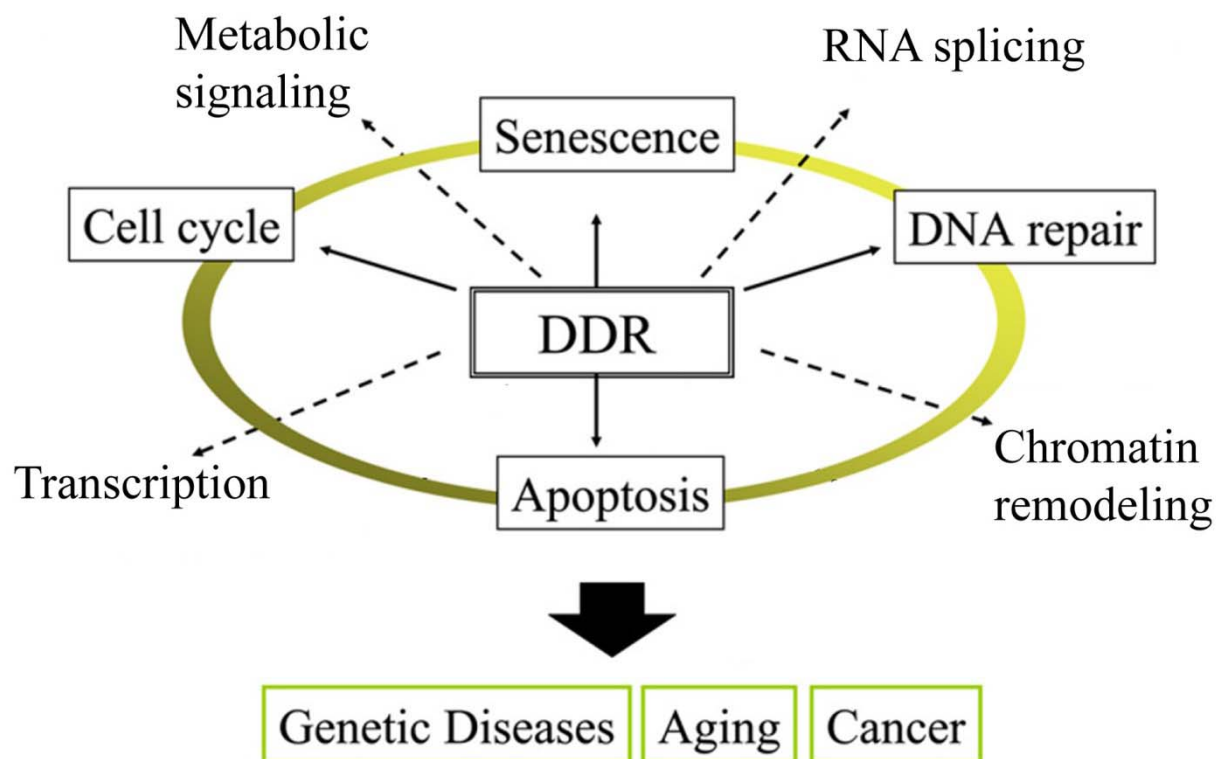 Metabolic
signaling
RNA splicing
Senescence
Cell cycle
DNA repair
DDR
Transcription
Apoptosis
Chromatin
remodeling
Genetic Diseases
Aging
Cancer